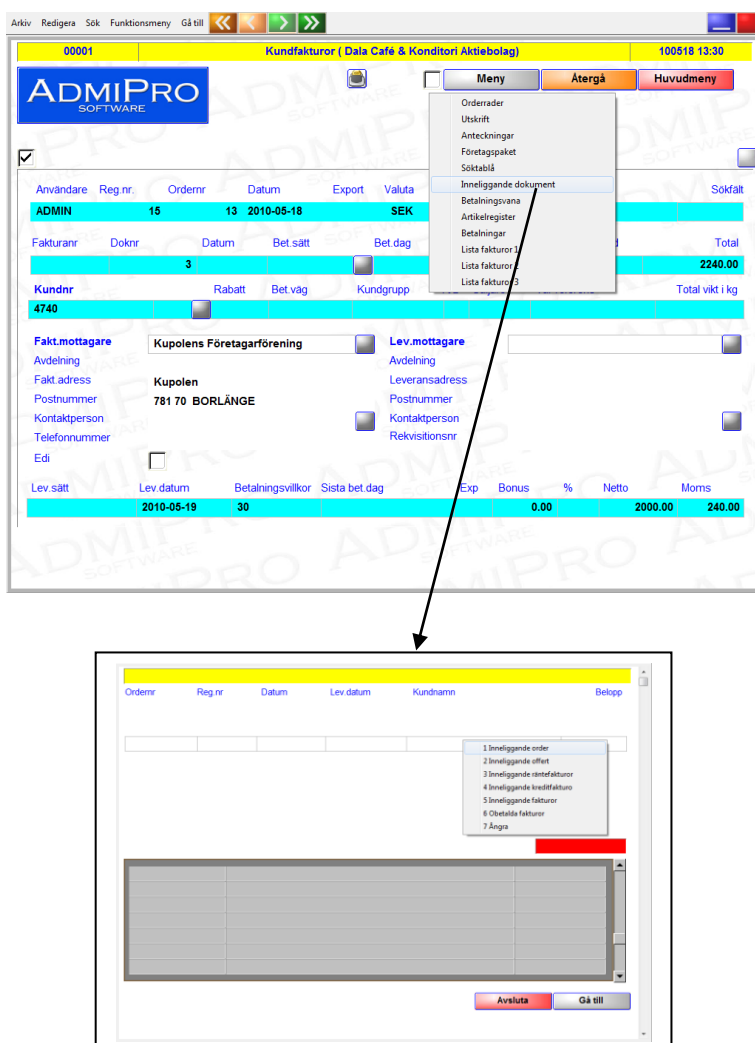 Arkiv Redigera Sök Funktionsmeny Gå till
00001 Kundfakturor ( Dala Café & Konditori Aktiebolag) 100518 13:30
ADMIPRO SOFTWARE
Meny Återgå Huvudmeny
Orderrader
Utskrift
Anteckningar
Företagspaket
Söktablå
Inneliggande dokument
Betalningsvana
Artikelregister
Betalningar
Lista fakturor 1
Lista fakturor 2
Lista fakturor 3
Användare Reg.nr. Ordernr Datum Export Valuta Sökfält
ADMIN 15 13 2010-05-18 SEK
Fakturanr Doknr Datum Bet.sätt Bet.dag Total
3 2240.00
Kundnr Rabatt Bet.väg Kundgrupp Total vikt i kg
4740
Fakt.mottagare Kupolens Företagarförening Lev.mottagare
Avdelning Avdelning
Fakt.adress Kupolen Leveransadress
Postnummer 781 70 BORLÄNGE Postnummer
Kontaktperson Kontaktperson
Telefonnummer Rekvisitionsnr
Edi
Lev.sätt Lev.datum Betalningsvillkor Sista bet.dag Exp Bonus % Netto Moms
2010-05-19 30 0.00 2000.00 240.00
Ordernr Reg.nr Datum Lev.datum Kundnamn Belopp
1 Inneliggande order
2 Inneliggande offert
3 Inneliggande räntefakturor
4 Inneliggande kreditfakturo
5 Inneliggande fakturor
6 Obetalda fakturor
7 Ångra
Avsluta Gå till